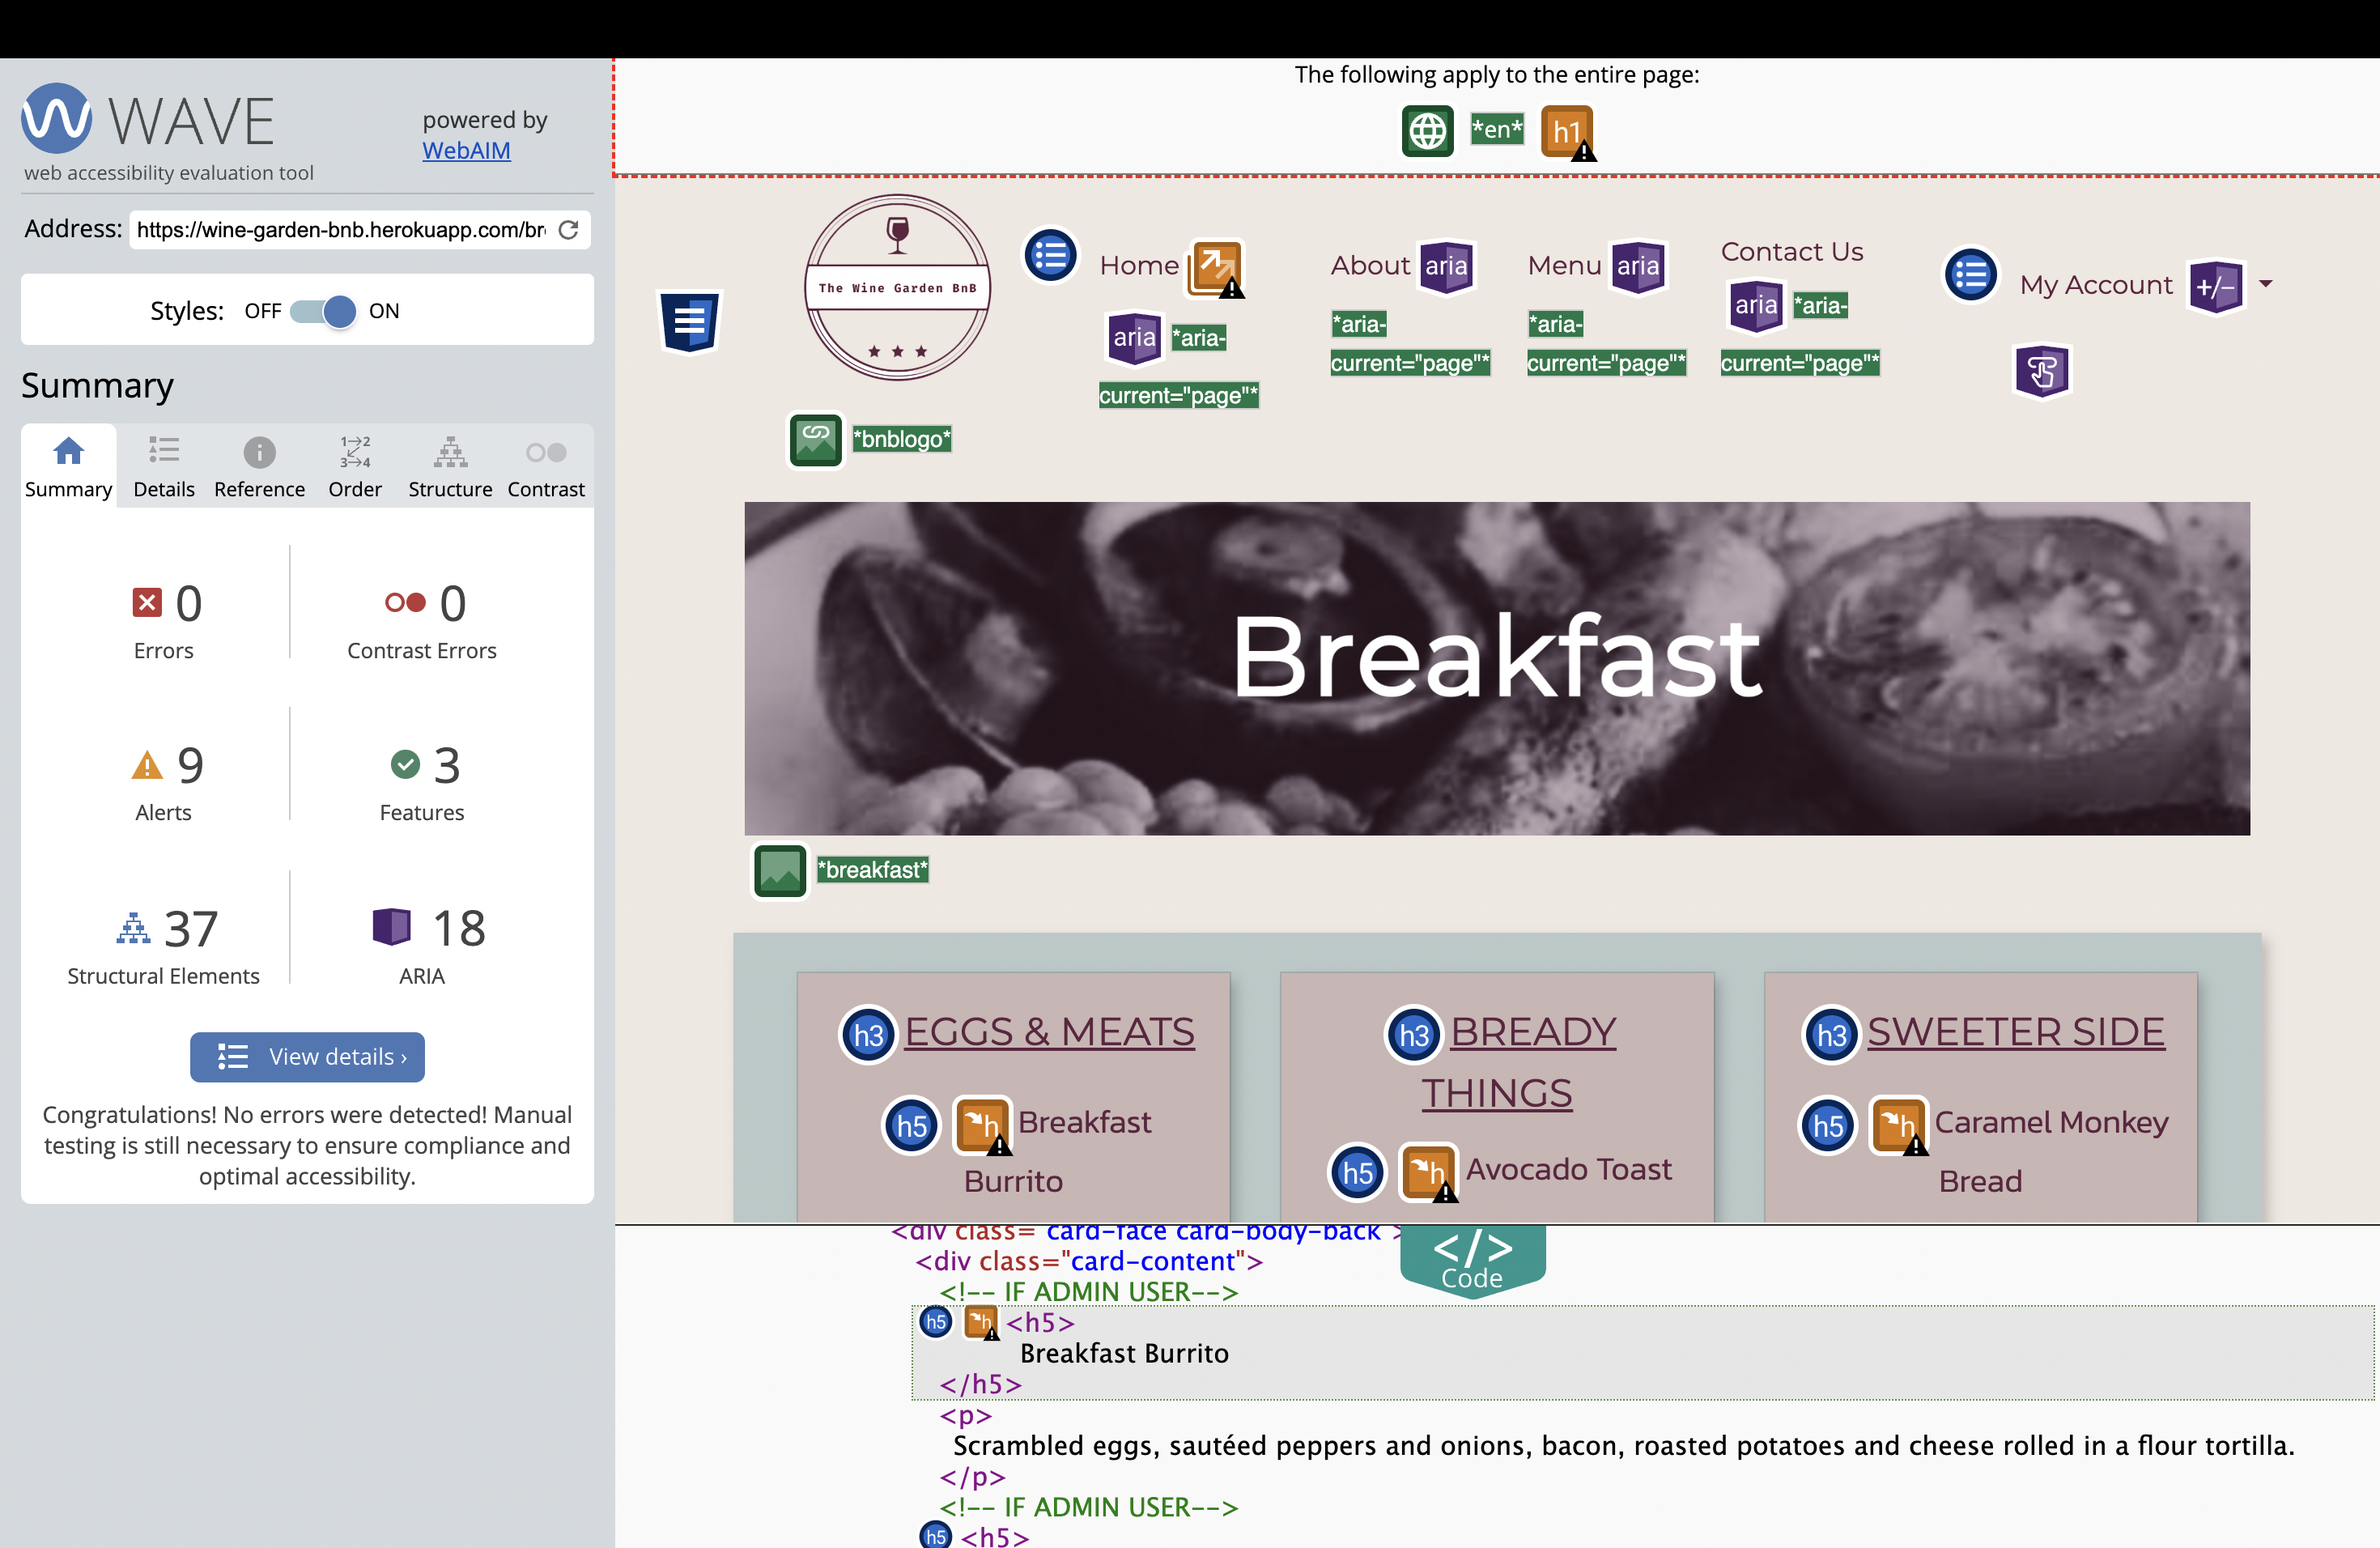 WAVE
powered by
WebAIM
web accessibility evaluation tool
Address: https://wine-garden-bnb.herokuapp.com/br
Styles: OFF ON
Summary
1 2
3 4
Summary Details Reference Order Structure Contrast
0
Errors
0
Contrast Errors
9
Alerts
3
Features
37
Structural Elements
18
ARIA
View details ›
Congratulations! No errors were detected! Manual
testing is still necessary to ensure compliance and
optimal accessibility.
The following apply to the entire page:
*en* h1
The Wine Garden BnB
*bnblogo*
Home
aria *aria-
current="page"*
About aria
*aria-
current="page"*
Menu aria
*aria-
current="page"*
Contact Us
aria *aria-
current="page"*
My Account +/-
Breakfast
*breakfast*
h3 EGGS & MEATS
h5 h Breakfast
Burrito
h3 BREADY
THINGS
h5 h Avocado Toast
h3 SWEETER SIDE
h5 h Caramel Monkey
Bread
</>
Code
<div class="card-face card-body-back">
<div class="card-content">
<!-- IF ADMIN USER-->
h5 h <h5>
Breakfast Burrito
</h5>
<p>
Scrambled eggs, sautéed peppers and onions, bacon, roasted potatoes and cheese rolled in a flour tortilla.
</p>
<!-- IF ADMIN USER-->
h5 <h5>